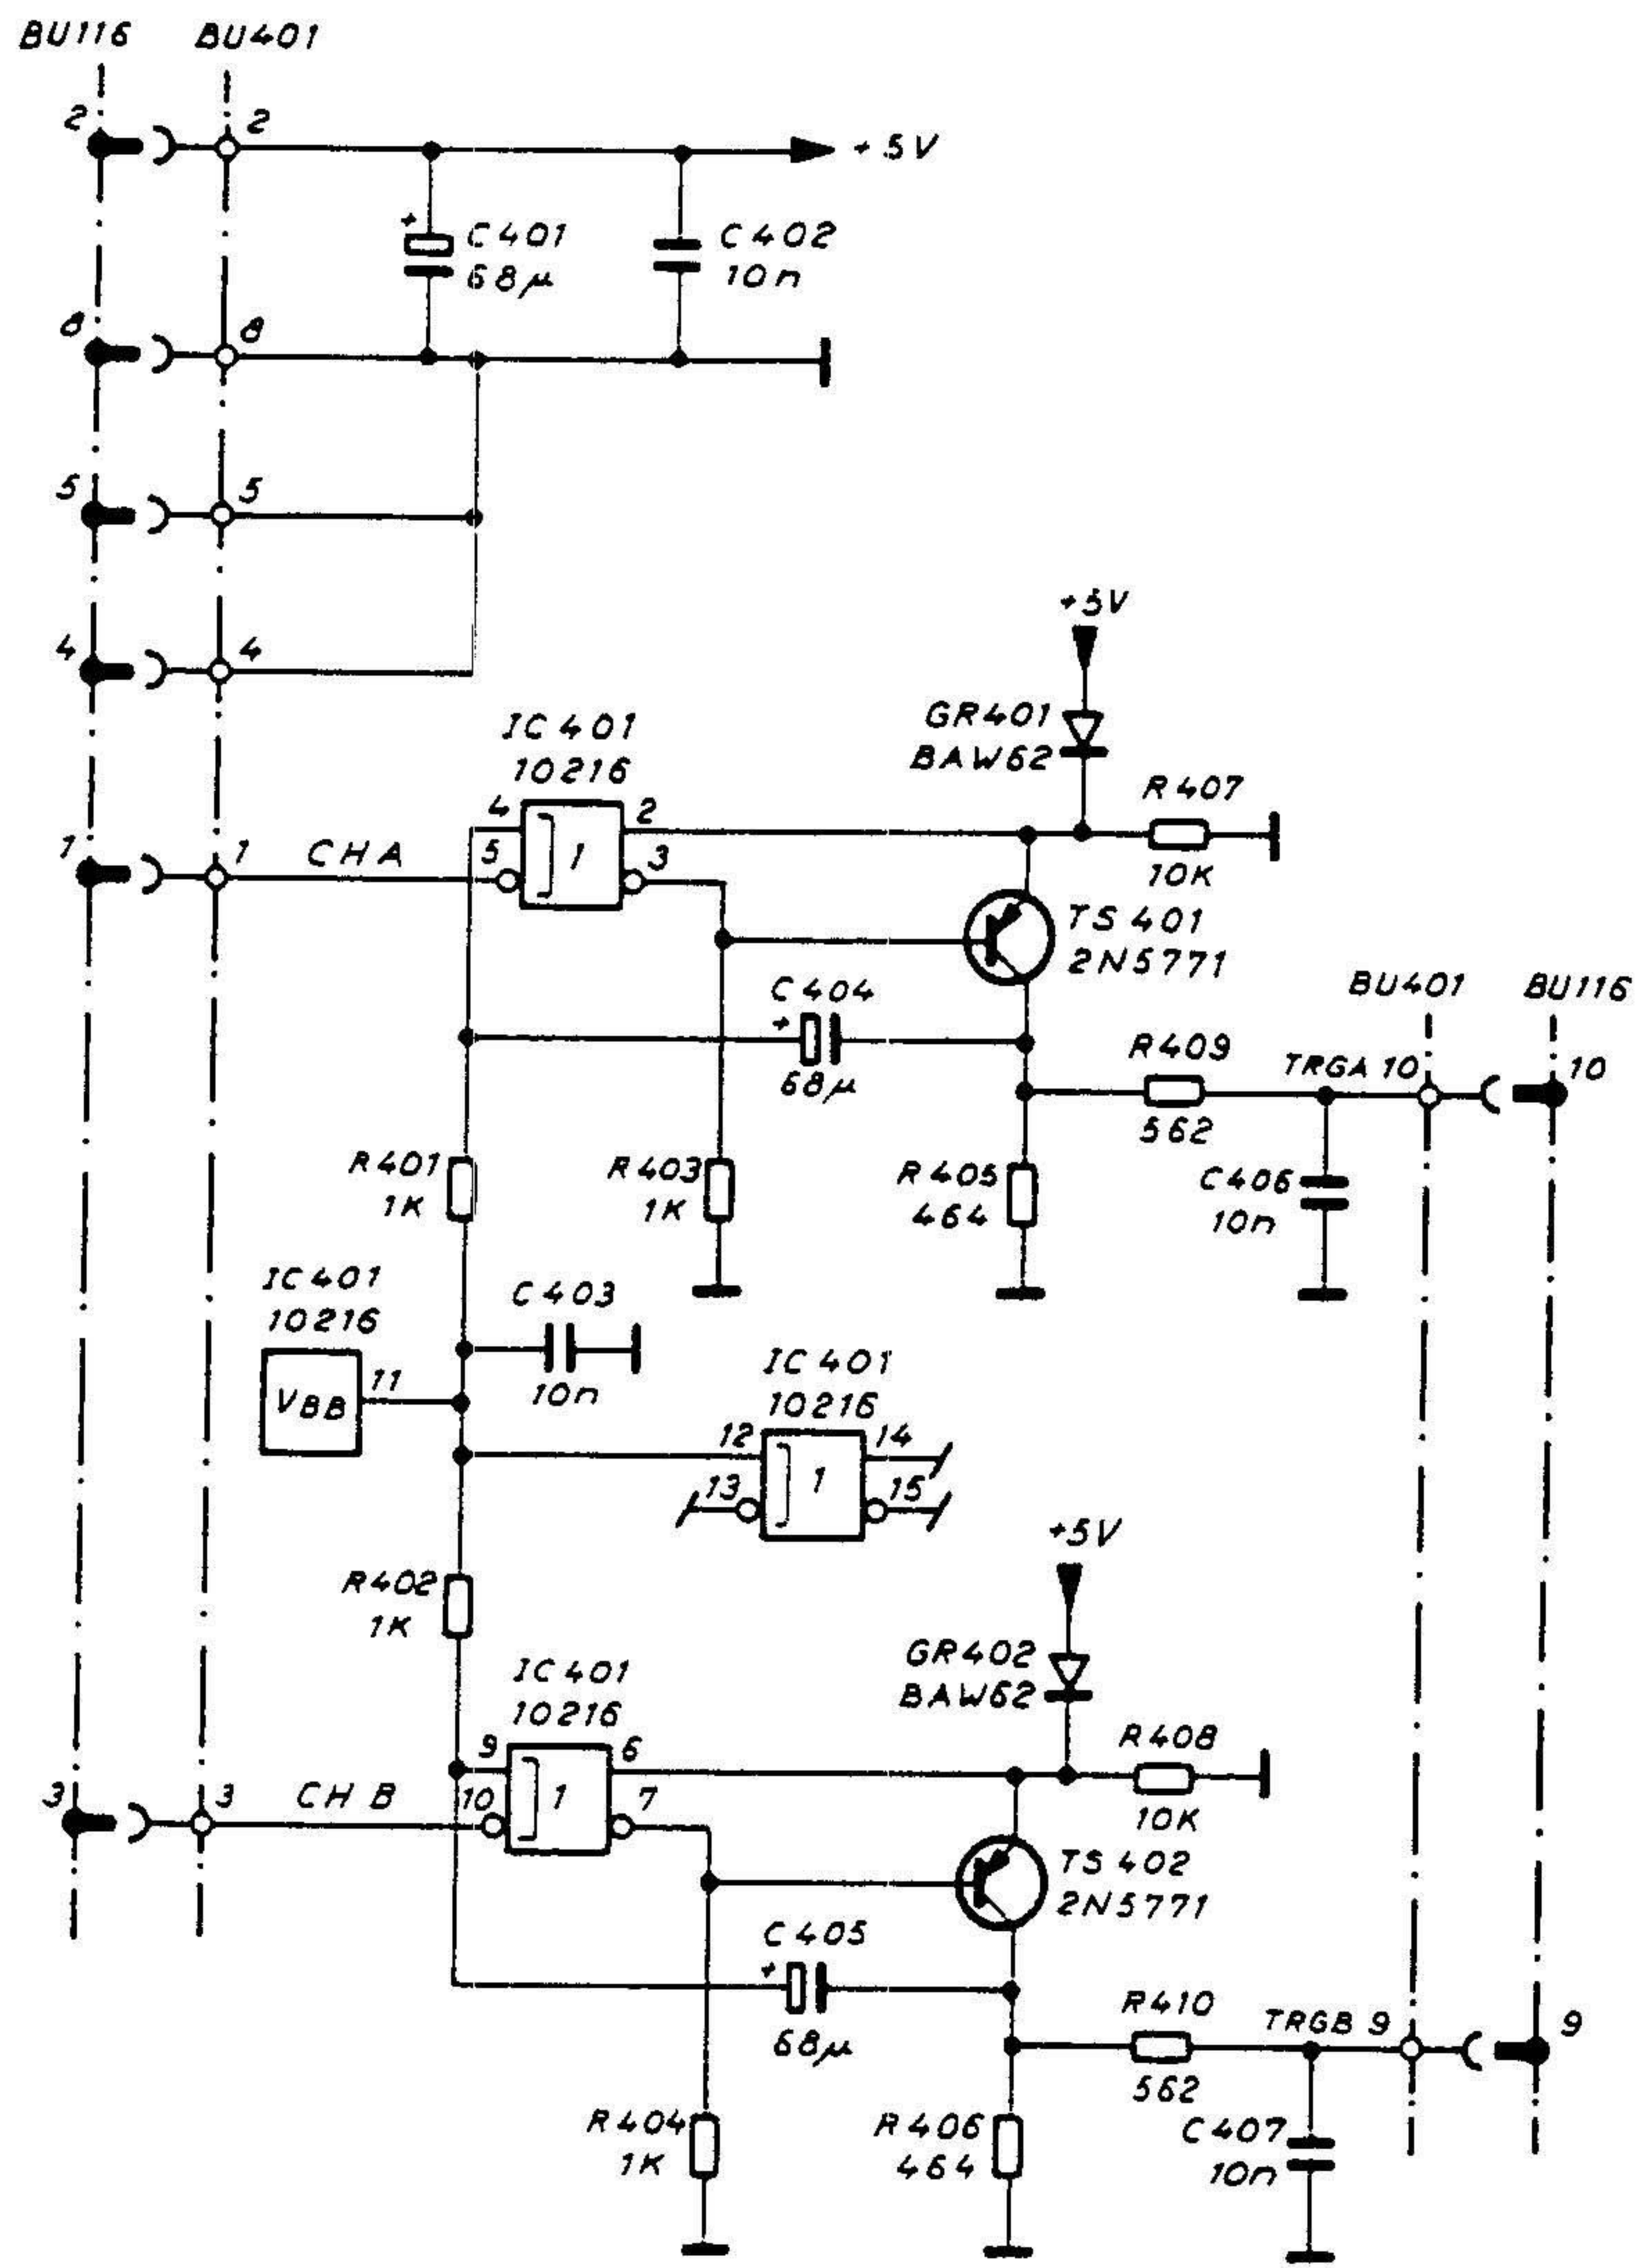 BU116 BU401
2 2
+5V
+
C401
68µ
C402
10n
8 8
5 5
4 4
+5V
GR401
BAW62
IC401
10216
R407
10K
4 2
5 1 3
1 1 CHA
TS401
2N5771
C404
+
68µ
BU401 BU116
R409
562
TRGA 10 10
R401
1K
R403
1K
R405
464
C406
10n
IC401
10216
VBB
11
C403
10n
IC401
10216
12 14
13 1 15
+5V
R402
1K
GR402
BAW62
IC401
10216
R408
10K
9 6
10 1 7
3 3 CHB
TS402
2N5771
C405
+
68µ
R410
562
TRGB 9 9
R404
1K
R406
464
C407
10n